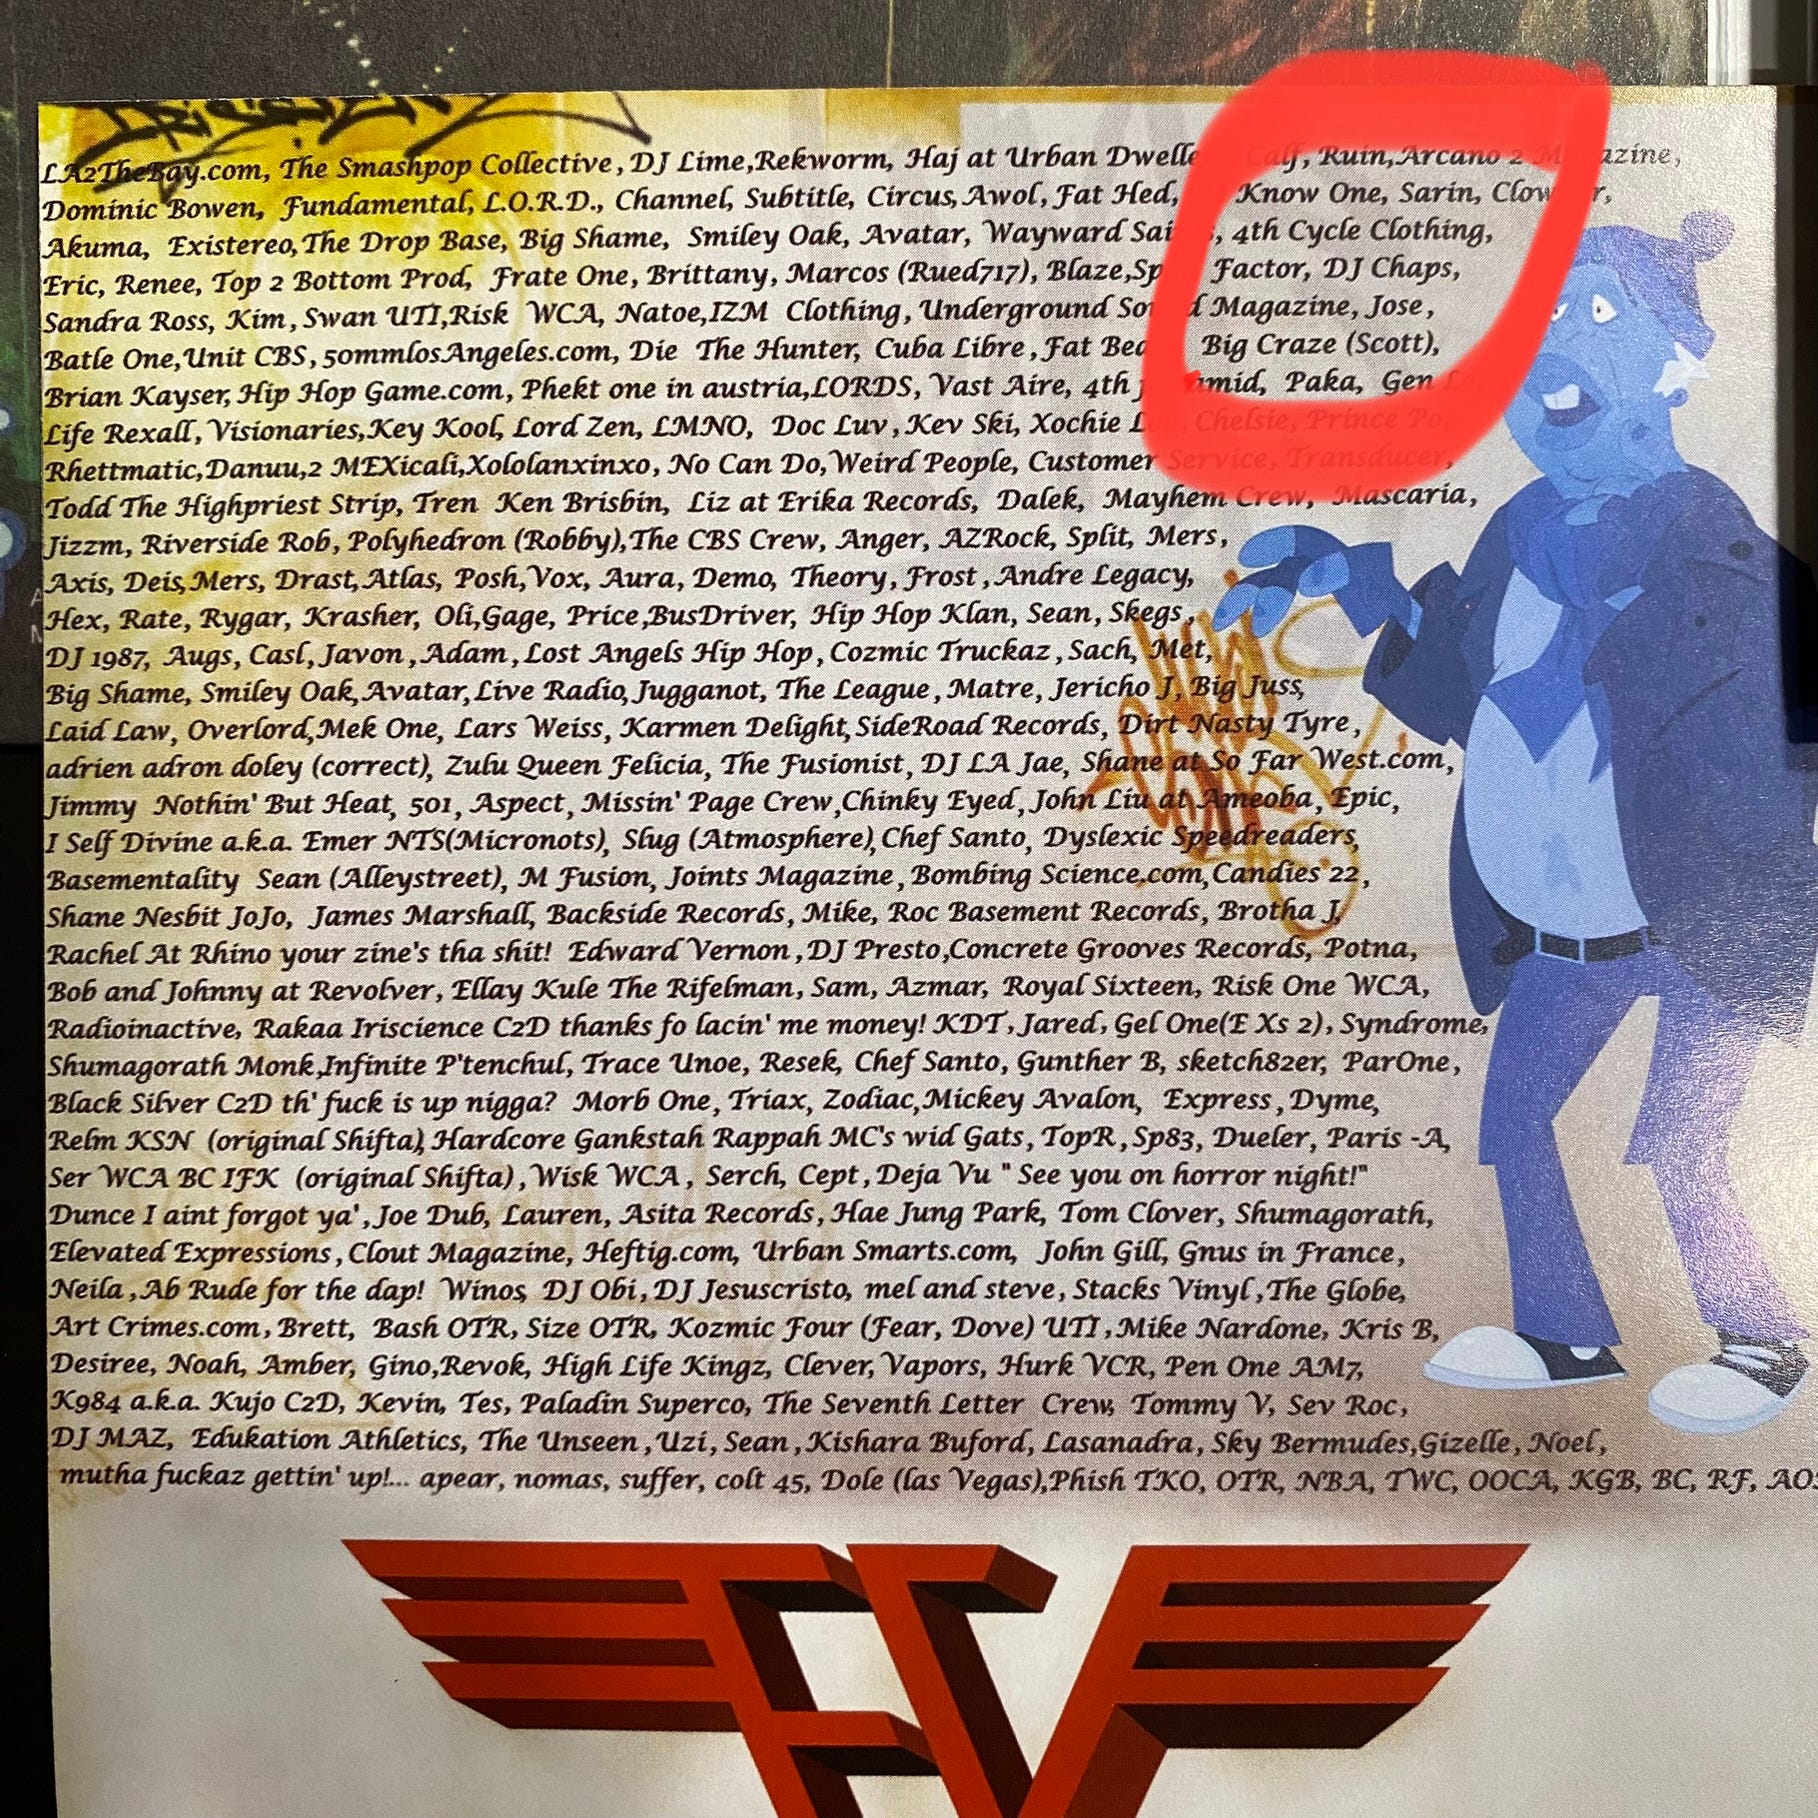 LA2TheBay.com, The Smashpop Collective, DJ Lime,Rekworm, Haj at Urban Calf, Ruin,Arcano 2
Dominic Bowen, Fundamental, L.O.R.D., Channel, Subtitle, Circus,Awol, Fat Hed, Know One, Sarin,
Akuma, Existereo,The Drop Base, Big Shame, Smiley Oak, Avatar, Wayward 4th Cycle Clothing,
Eric, Renee, Top 2 Bottom Prod, Frate One, Brittany, Marcos (Rued717), Blaze, Factor, DJ Chaps,
Sandra Ross, Kim, Swan UTI,Risk WCA, Natoe,IZM Clothing, Underground Magazine, Jose,
Batle One,Unit CBS, 50mmlosAngeles.com, Die The Hunter, Cuba Libre, Fat Big Craze (Scott),
Brian Kayser, Hip Hop Game.com, Phekt one in austria,LORDS, Vast Aire, 4th Paka, Gen
Life Rexall, Visionaries,Key Kool, Lord Zen, LMNO, Doc Luv, Kev Ski, Xochie Chelsie, Prince
Rhettmatic,Danuu,2 MEXicali,Xololanxinxo, No Can Do,Weird People, Customer Service, Transducer,
Todd The Highpriest Strip, Tren Ken Brisbin, Liz at Erika Records, Dalek, Mayhem Crew, Mascaria,
Jizzm, Riverside Rob, Polyhedron (Robby),The CBS Crew, Anger, AZRock, Split, Mers,
Axis, Deis,Mers, Drast,Atlas, Posh,Vox, Aura, Demo, Theory, Frost, Andre Legacy,
Hex, Rate, Rygar, Krasher, Oli,Gage, Price,BusDriver, Hip Hop Klan, Sean, Skegs,
DJ 1987, Augs, Casl, Javon, Adam, Lost Angels Hip Hop, Cozmic Truckaz, Sach, Met,
Big Shame, Smiley Oak,Avatar,Live Radio,Jugganot, The League, Matre, Jericho J, Big Juss,
Laid Law, Overlord,Mek One, Lars Weiss, Karmen Delight,SideRoad Records, Dirt Nasty Tyre,
adrien adron doley (correct), Zulu Queen Felicia, The Fusionist, DJ LA Jae, Shane at So Far West.com,
Jimmy Nothin' But Heat, 501, Aspect, Missin' Page Crew,Chinky Eyed, John Liu at Ameoba, Epic,
I Self Divine a.k.a. Emer NTS(Micronots), Slug (Atmosphere),Chef Santo, Dyslexic Speedreaders,
Basementality Sean (Alleystreet), M Fusion, Joints Magazine, Bombing Science.com,Candies 22,
Shane Nesbit JoJo, James Marshall, Backside Records, Mike, Roc Basement Records, Brotha J,
Rachel At Rhino your zine's tha shit! Edward Vernon, DJ Presto,Concrete Grooves Records, Potna,
Bob and Johnny at Revolver, Ellay Kule The Rifelman, Sam, Azmar, Royal Sixteen, Risk One WCA,
Radioinactive, Rakaa Iriscience C2D thanks fo lacin' me money! KDT, Jared, Gel One(E Xs 2), Syndrome,
Shumagorath Monk,Infinite P'tenchul, Trace Unoe, Resek, Chef Santo, Gunther B, sketch82er, ParOne,
Black Silver C2D th' fuck is up nigga? Morb One, Triax, Zodiac,Mickey Avalon, Express, Dyme,
Relm KSN (original Shifta), Hardcore Gankstah Rappah MC's wid Gats, TopR, Sp83, Dueler, Paris -A,
Ser WCA BC IFK (original Shifta), Wisk WCA, Serch, Cept, Deja Vu " See you on horror night!"
Dunce I aint forgot ya', Joe Dub, Lauren, Asita Records, Hae Jung Park, Tom Clover, Shumagorath,
Elevated Expressions, Clout Magazine, Heftig.com, Urban Smarts.com, John Gill, Gnus in France,
Neila, Ab Rude for the dap! Winos, DJ Obi, DJ Jesuscristo, mel and steve, Stacks Vinyl, The Globe,
Art Crimes.com, Brett, Bash OTR, Size OTR, Kozmic Four (Fear, Dove) UTI, Mike Nardone, Kris B,
Desiree, Noah, Amber, Gino,Revok, High Life Kingz, Clever, Vapors, Hurk VCR, Pen One AM7,
K984 a.k.a. Kujo C2D, Kevin, Tes, Paladin Superco, The Seventh Letter Crew, Tommy V, Sev Roc,
DJ MAZ, Edukation Athletics, The Unseen, Uzi, Sean, Kishara Buford, Lasanadra, Sky Bermudes,Gizelle, Noel,
mutha fuckaz gettin' up!... apear, nomas, suffer, colt 45, Dole (las Vegas),Phish TKO, OTR, NBA, TWC, OOCA, KGB, BC, RF,